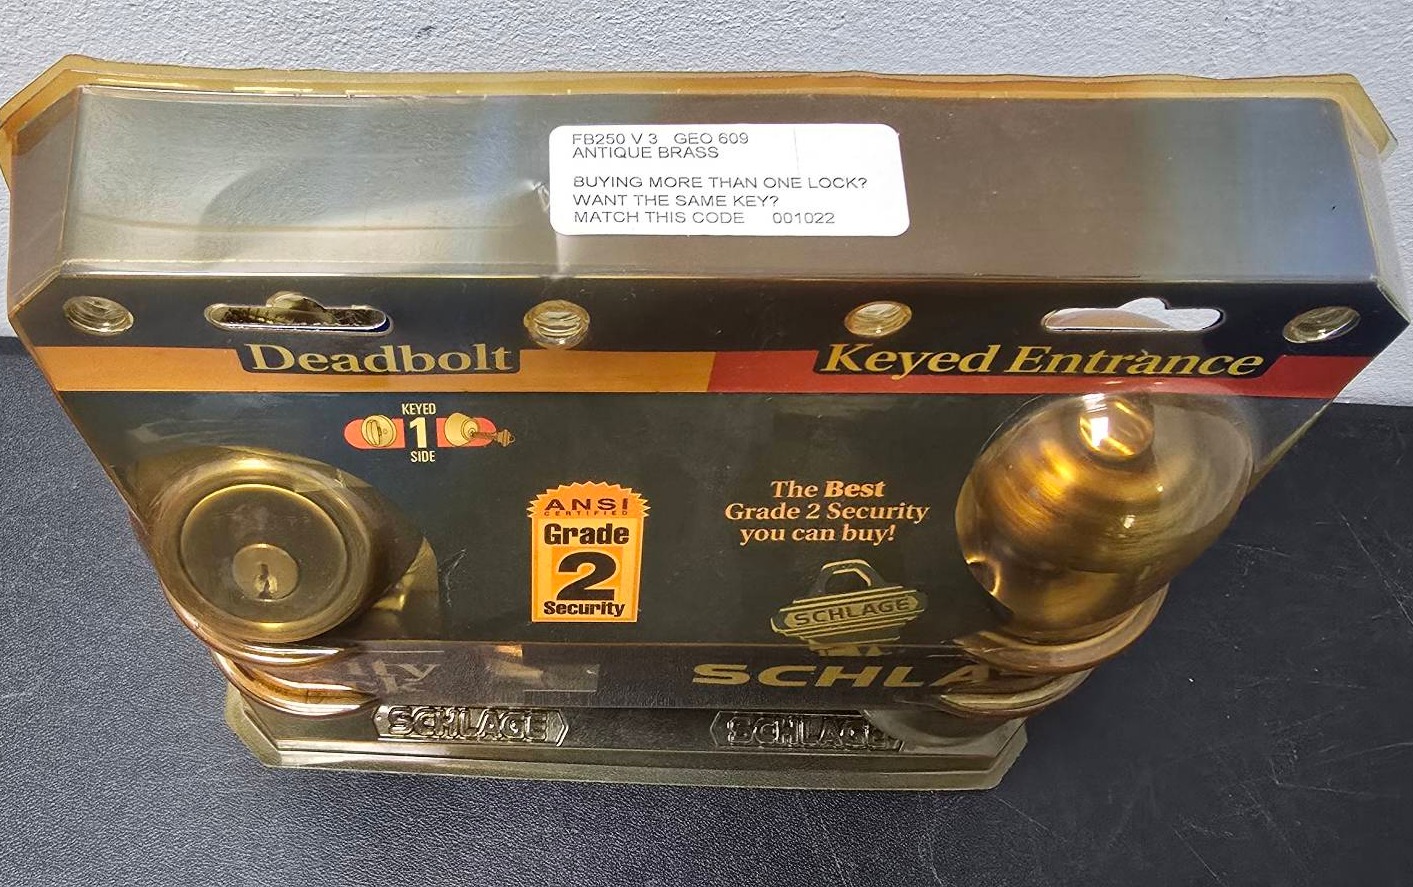 FB250 V 3 GEO 609
ANTIQUE BRASS
BUYING MORE THAN ONE LOCK?
WANT THE SAME KEY?
MATCH THIS CODE 001022
Deadbolt
Keyed Entrance
KEYED
1
SIDE
ANSI
CERTIFIED
Grade
2
Security
The Best
Grade 2 Security
you can buy!
SCHLAGE
SCHLA
SCHLAGE
SCHLAGE